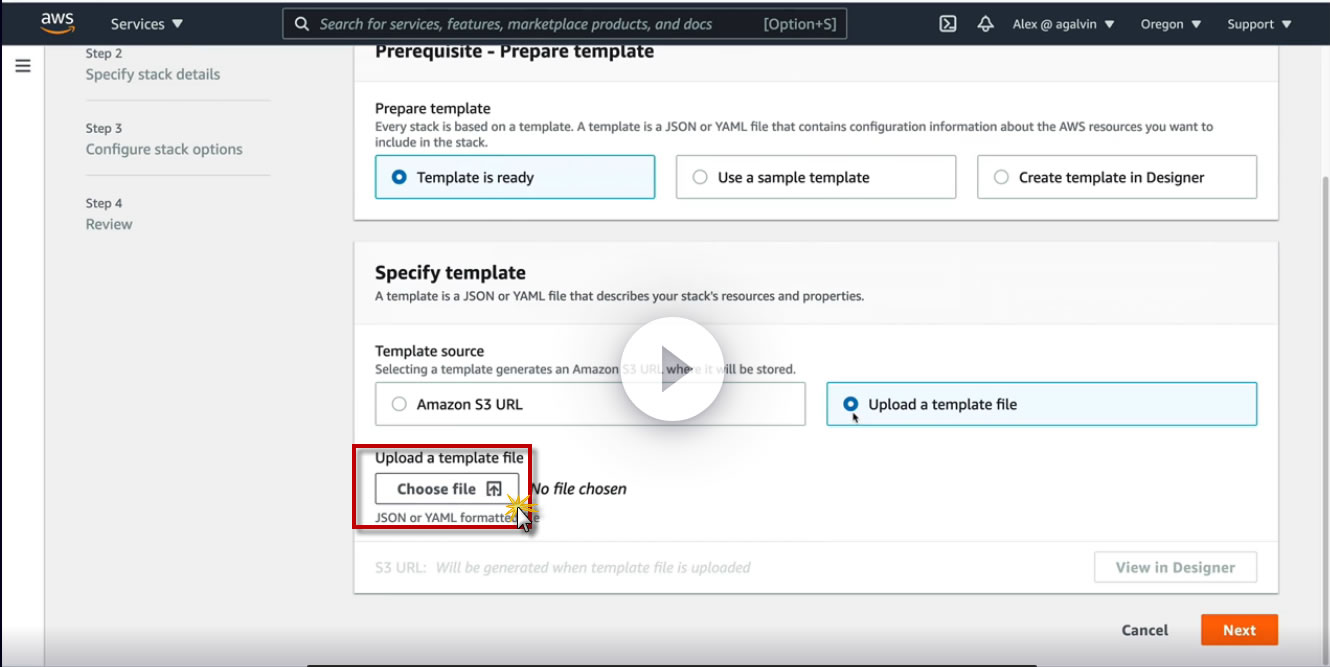 aws
Services
Search for services, features, marketplace products, and docs [Option+S]
Alex @ agalvin
Oregon
Support
Step 2
Specify stack details
Step 3
Configure stack options
Step 4
Review
Prerequisite - Prepare template
Prepare template
Every stack is based on a template. A template is a JSON or YAML file that contains configuration information about the AWS resources you want to
include in the stack.
Template is ready
Use a sample template
Create template in Designer
Specify template
A template is a JSON or YAML file that describes your stack's resources and properties.
Template source
Selecting a template generates an Amazon S3 URL where it will be stored.
Amazon S3 URL
Upload a template file
Upload a template file
Choose file
No file chosen
JSON or YAML formatted
S3 URL: Will be generated when template file is uploaded
View in Designer
Cancel
Next